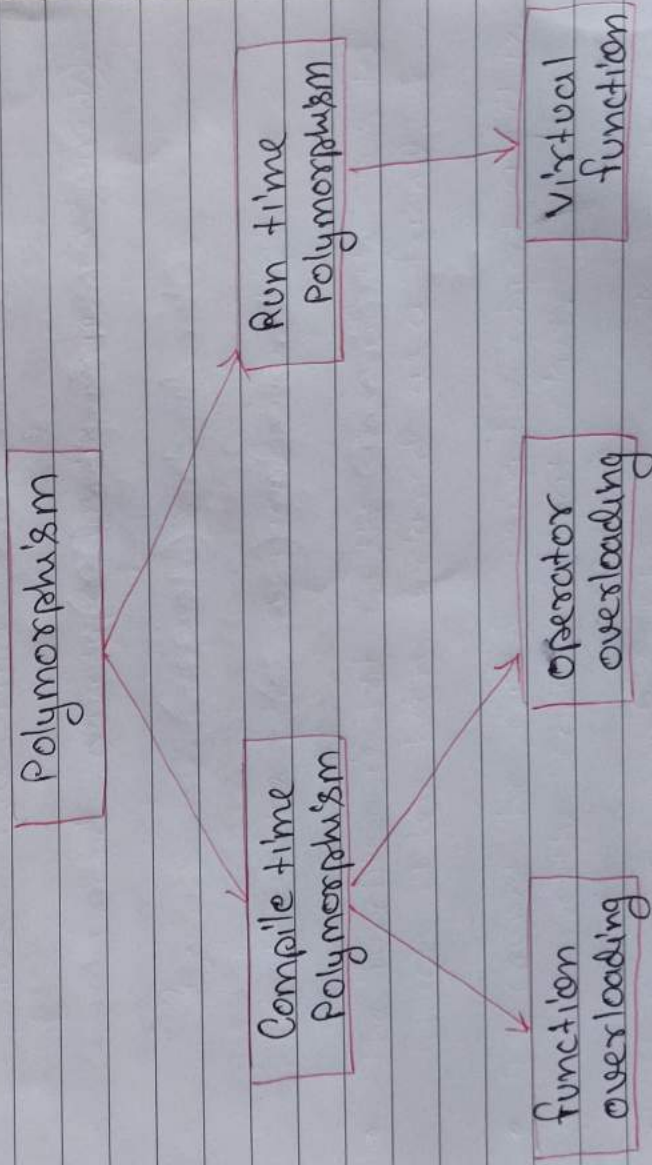 Polymorphism
Compile time
Polymorphism
Run time
Polymorphism
function
overloading
operator
overloading
Virtual
function